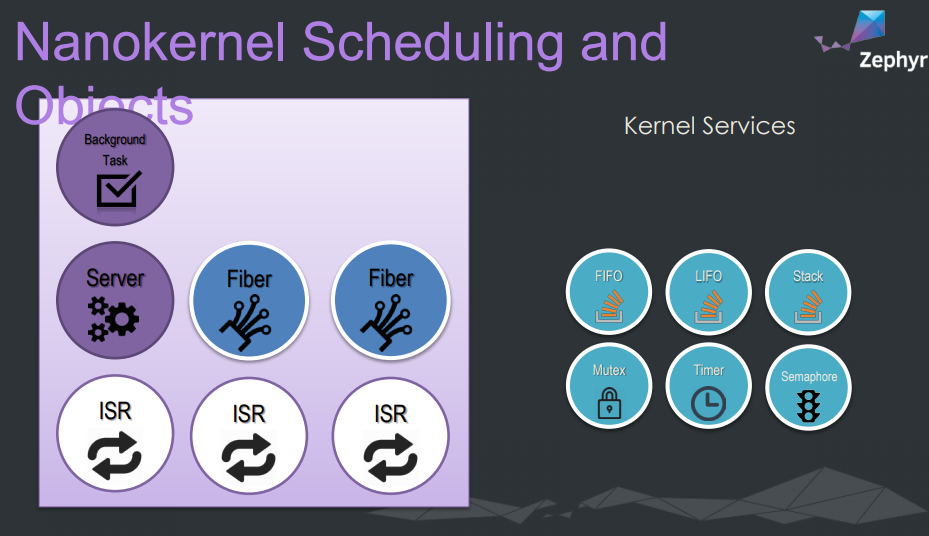 Nanokernel Scheduling and
Objects
Zephyr
Kernel Services
Background
Task
Server
Fiber
Fiber
ISR
ISR
ISR
FIFO
LIFO
Stack
Mutex
Timer
Semaphore